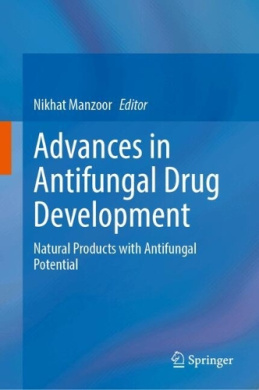 Nikhat Manzoor Editor
Advances in
Antifungal Drug
Development
Natural Products with Antifungal
Potential
Springer